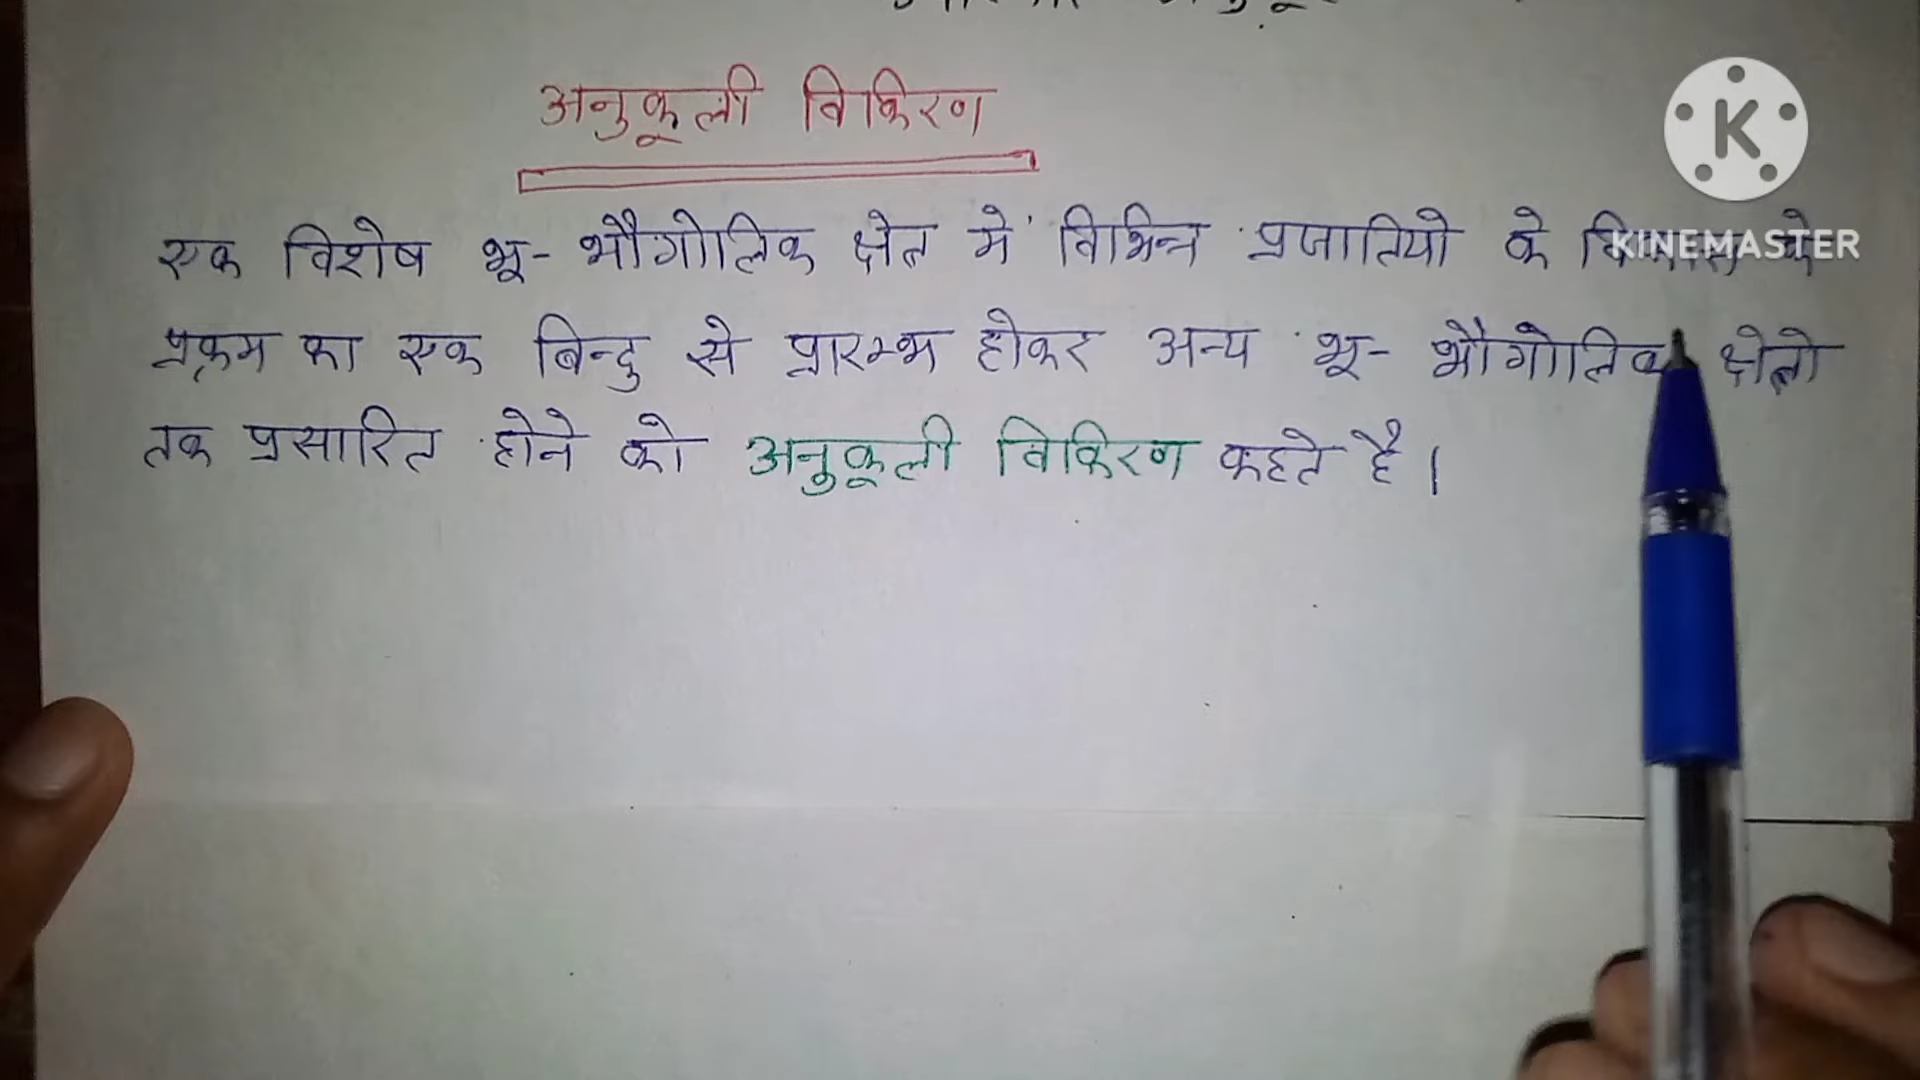 अनुकूली विकिरण
K
एक विशेष भू-भौगोलिक क्षेत्र मे विभिन्न प्रजातियो के के
KINEMASTER
प्रक्रम का एक बिन्दु से प्रारम्भ होकर अन्य भू-भौगोलिक क्षेत्रो
तक प्रसारित होने को अनुकूली विकिरण कहते है।